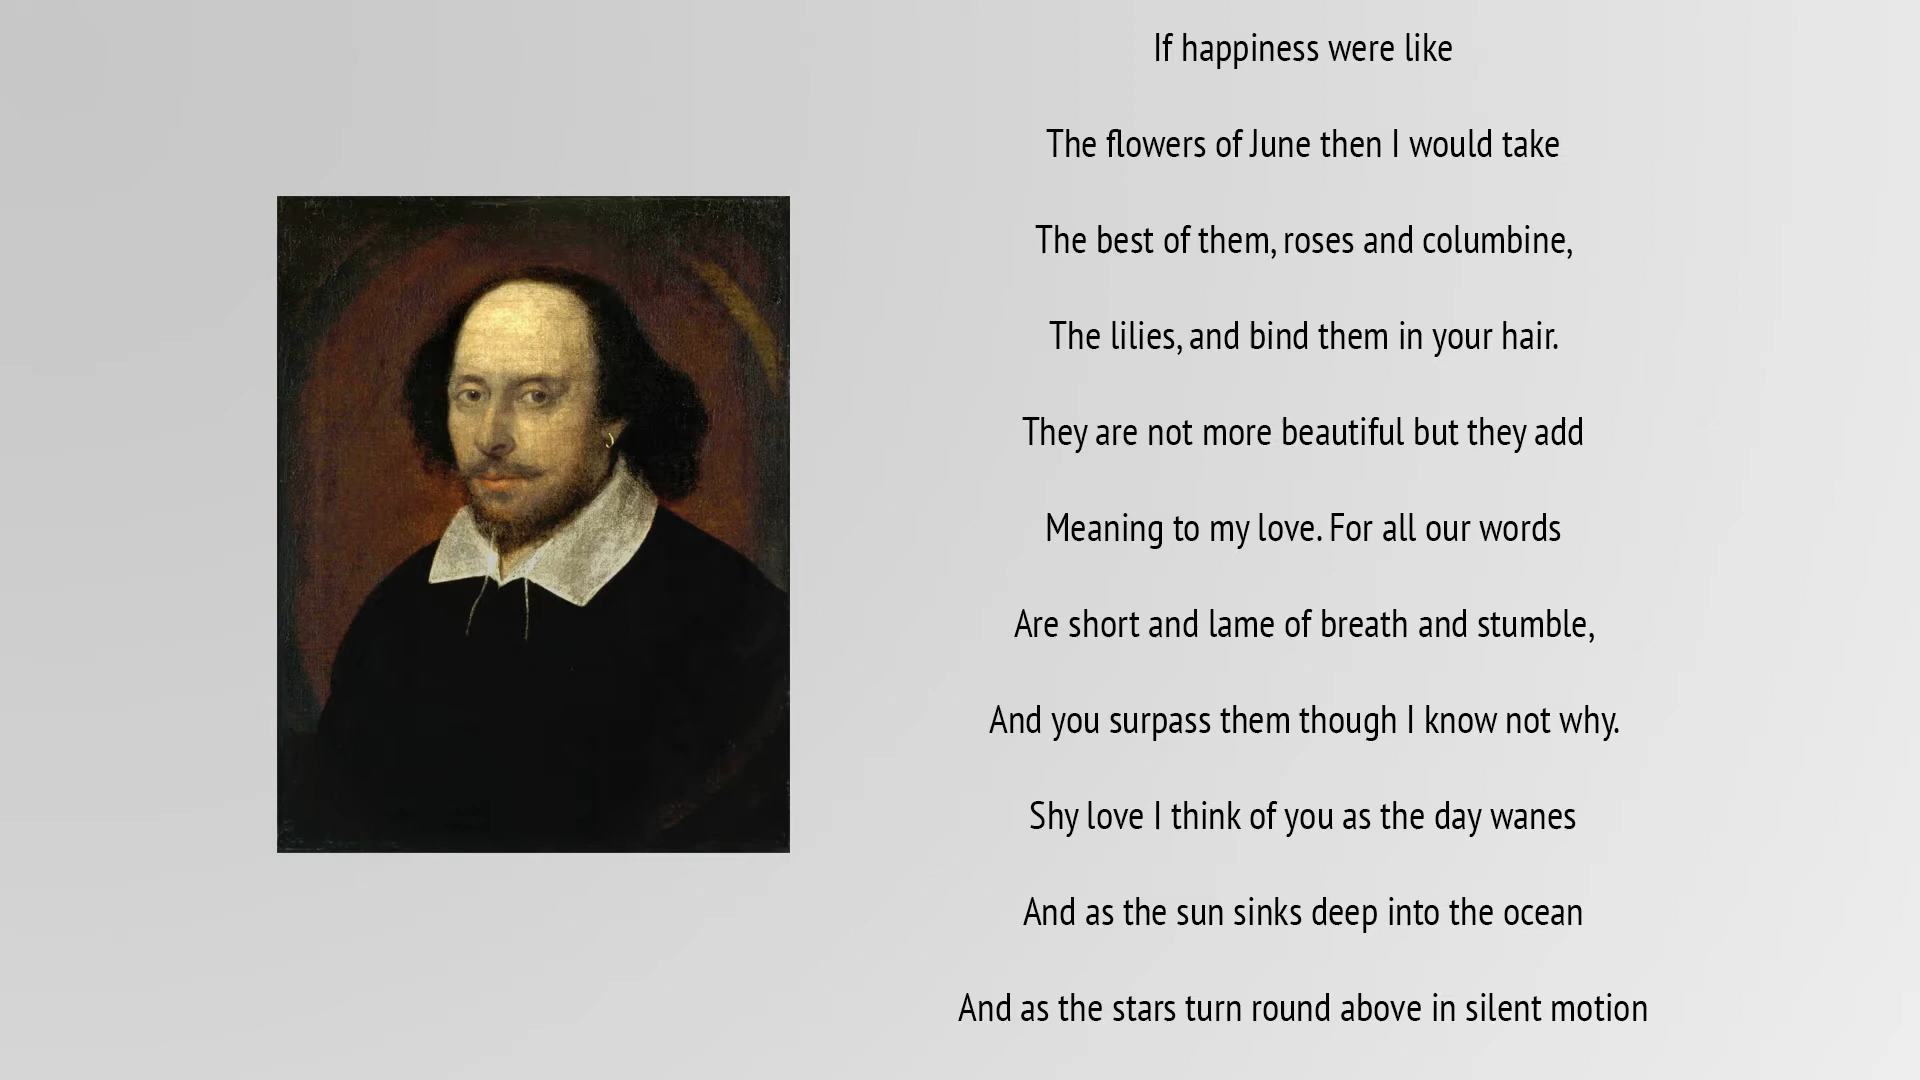 If happiness were like
The flowers of June then I would take
The best of them, roses and columbine,
The lilies, and bind them in your hair.
They are not more beautiful but they add
Meaning to my love. For all our words
Are short and lame of breath and stumble,
And you surpass them though I know not why.
Shy love I think of you as the day wanes
And as the sun sinks deep into the ocean
And as the stars turn round above in silent motion